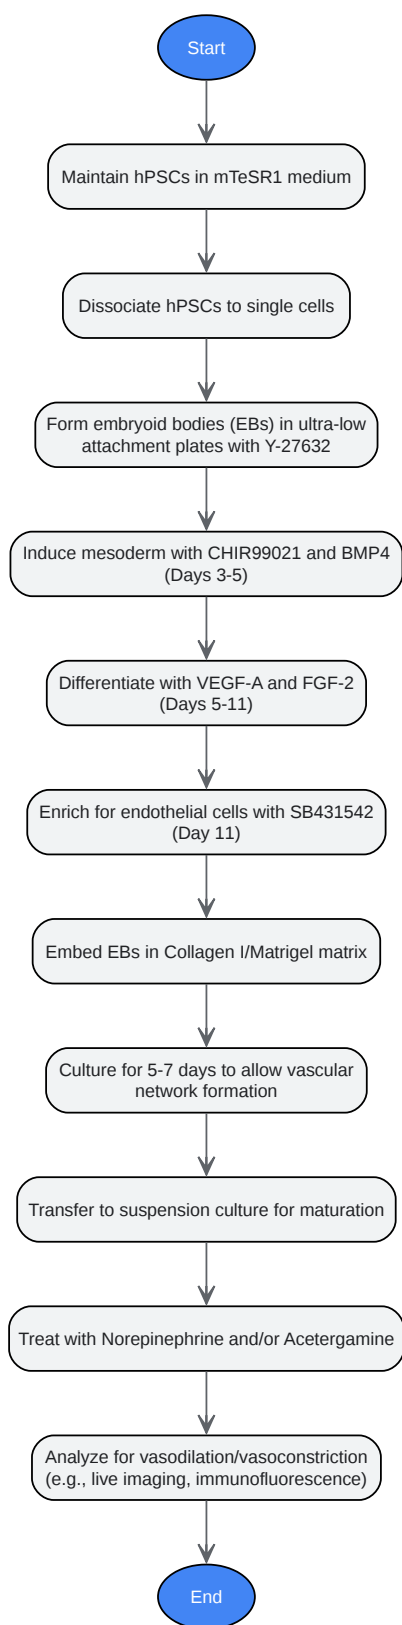 Start
Maintain hPSCs in mTeSR1 medium
Dissociate hPSCs to single cells
Form embryoid bodies (EBs) in ultra-low
attachment plates with Y-27632
Induce mesoderm with CHIR99021 and BMP4
(Days 3-5)
Differentiate with VEGF-A and FGF-2
(Days 5-11)
Enrich for endothelial cells with SB431542
(Day 11)
Embed EBs in Collagen I/Matrigel matrix
Culture for 5-7 days to allow vascular
network formation
Transfer to suspension culture for maturation
Treat with Norepinephrine and/or Acetergamine
Analyze for vasodilation/vasoconstriction
(e.g., live imaging, immunofluorescence)
End